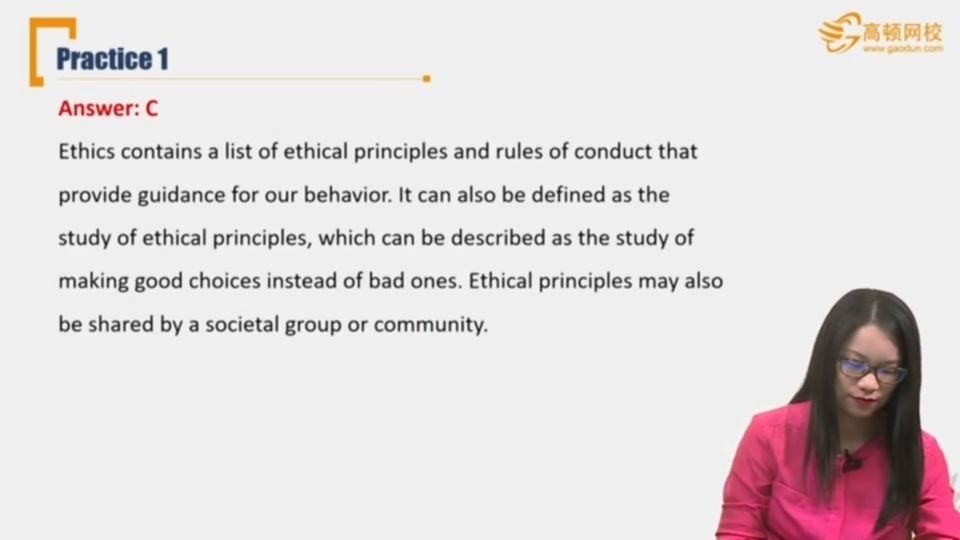 Practice 1
高顿网校
www.gaodun.com
Answer: C
Ethics contains a list of ethical principles and rules of conduct that
provide guidance for our behavior. It can also be defined as the
study of ethical principles, which can be described as the study of
making good choices instead of bad ones. Ethical principles may also
be shared by a societal group or community.